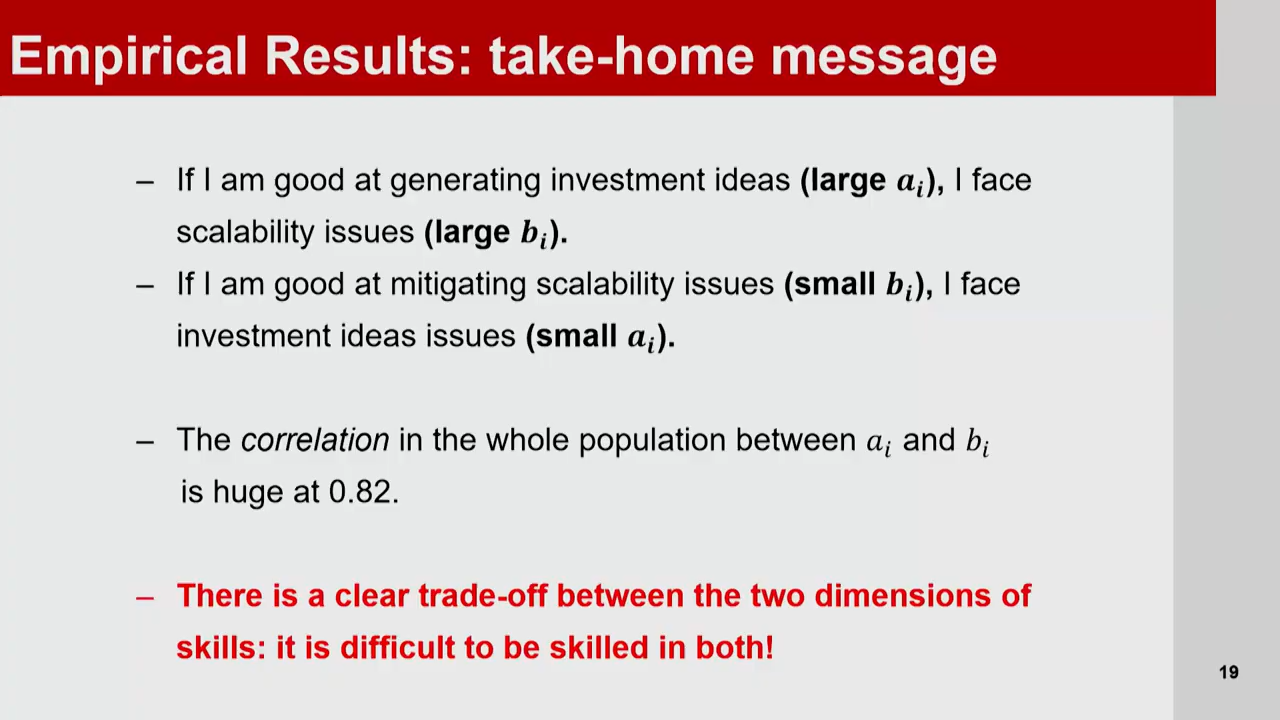 Empirical Results: take-home message
– If I am good at generating investment ideas (large aᵢ), I face
scalability issues (large bᵢ).
– If I am good at mitigating scalability issues (small bᵢ), I face
investment ideas issues (small aᵢ).
– The correlation in the whole population between aᵢ and bᵢ
is huge at 0.82.
– There is a clear trade-off between the two dimensions of
skills: it is difficult to be skilled in both!
19